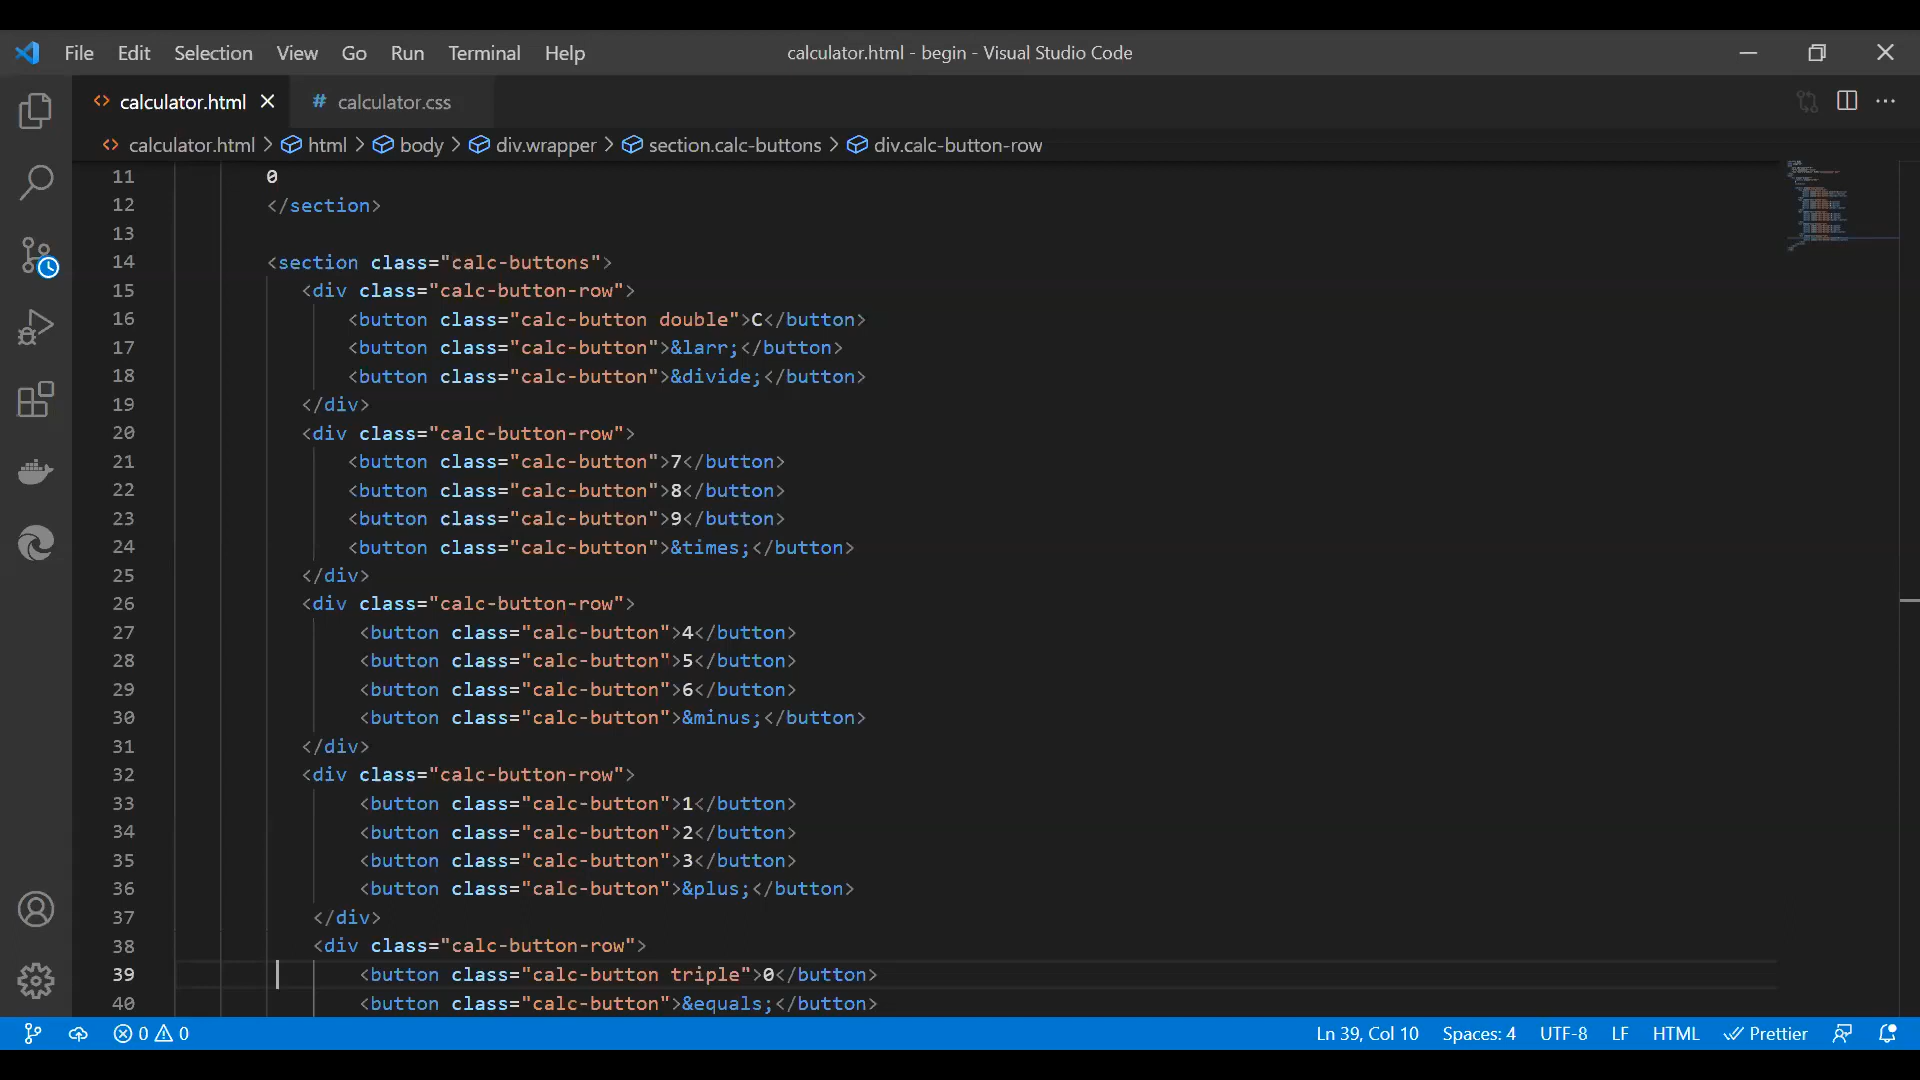 File Edit Selection View Go Run Terminal Help calculator.html - begin - Visual Studio Code
calculator.html calculator.css
calculator.html > html > body > div.wrapper > section.calc-buttons > div.calc-button-row
11 0
12 </section>
13
14 <section class="calc-buttons">
15 <div class="calc-button-row">
16 <button class="calc-button double">C</button>
17 <button class="calc-button">&larr;</button>
18 <button class="calc-button">&divide;</button>
19 </div>
20 <div class="calc-button-row">
21 <button class="calc-button">7</button>
22 <button class="calc-button">8</button>
23 <button class="calc-button">9</button>
24 <button class="calc-button">&times;</button>
25 </div>
26 <div class="calc-button-row">
27 <button class="calc-button">4</button>
28 <button class="calc-button">5</button>
29 <button class="calc-button">6</button>
30 <button class="calc-button">&minus;</button>
31 </div>
32 <div class="calc-button-row">
33 <button class="calc-button">1</button>
34 <button class="calc-button">2</button>
35 <button class="calc-button">3</button>
36 <button class="calc-button">&plus;</button>
37 </div>
38 <div class="calc-button-row">
39 <button class="calc-button triple">0</button>
40 <button class="calc-button">&equals;</button>
0 0 Ln 39, Col 10 Spaces: 4 UTF-8 LF HTML Prettier